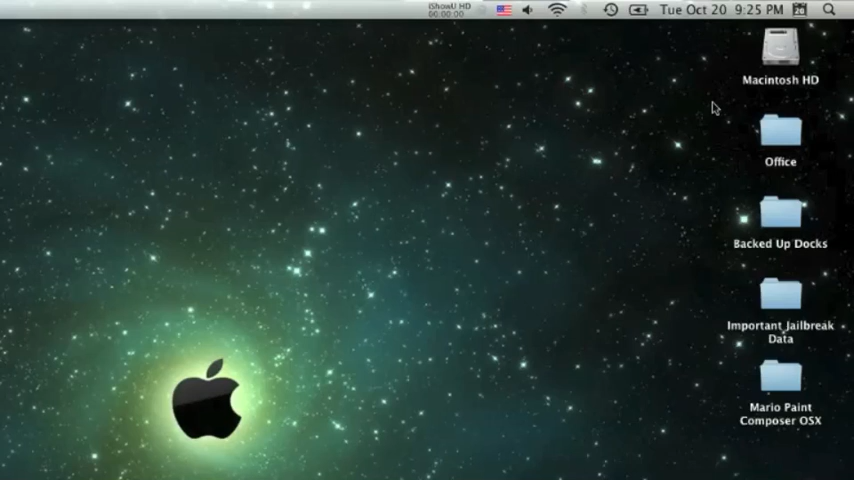 iShowU HD
00:00:00
Tue Oct 20 9:25 PM
20
Macintosh HD
Office
Backed Up Docks
Important Jailbreak
Data
Mario Paint
Composer OSX